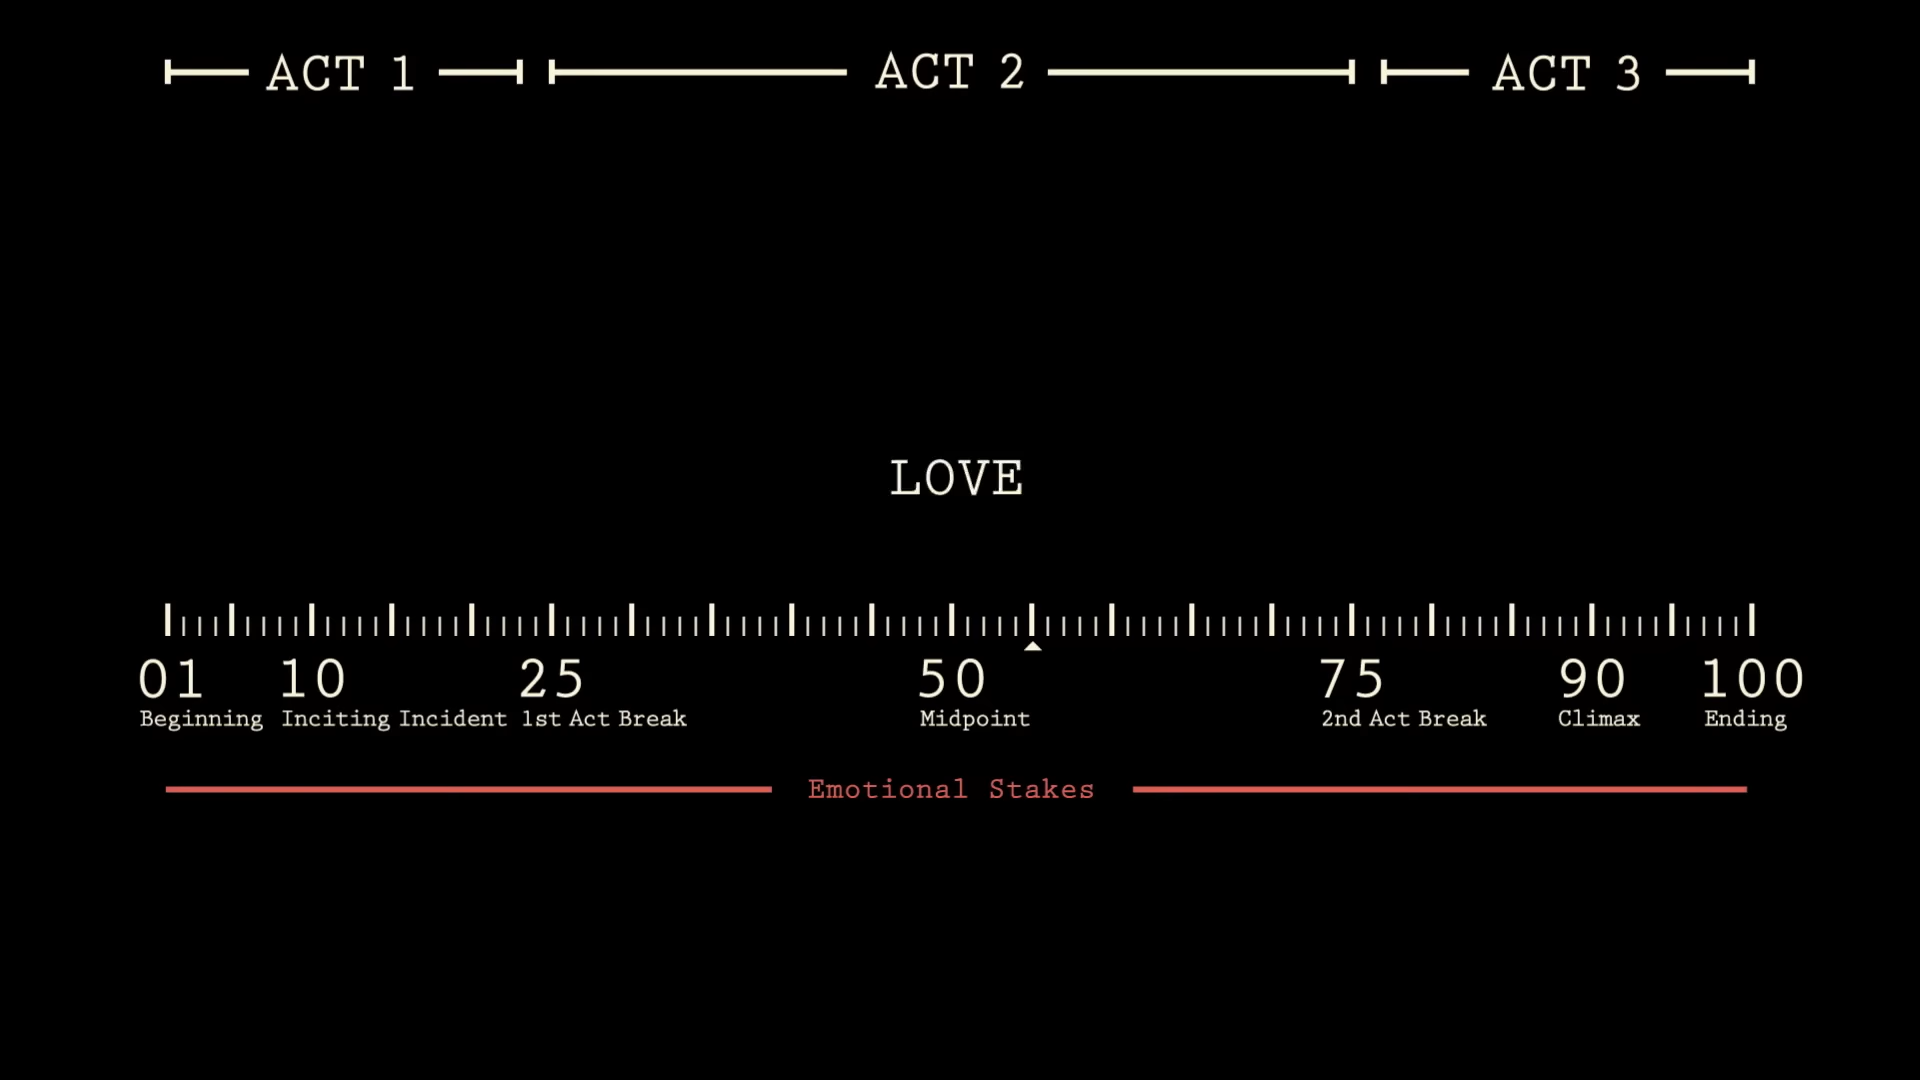 ACT 1 ACT 2 ACT 3
LOVE
01 10 25 50 75 90 100
Beginning Inciting Incident 1st Act Break Midpoint 2nd Act Break Climax Ending
Emotional Stakes